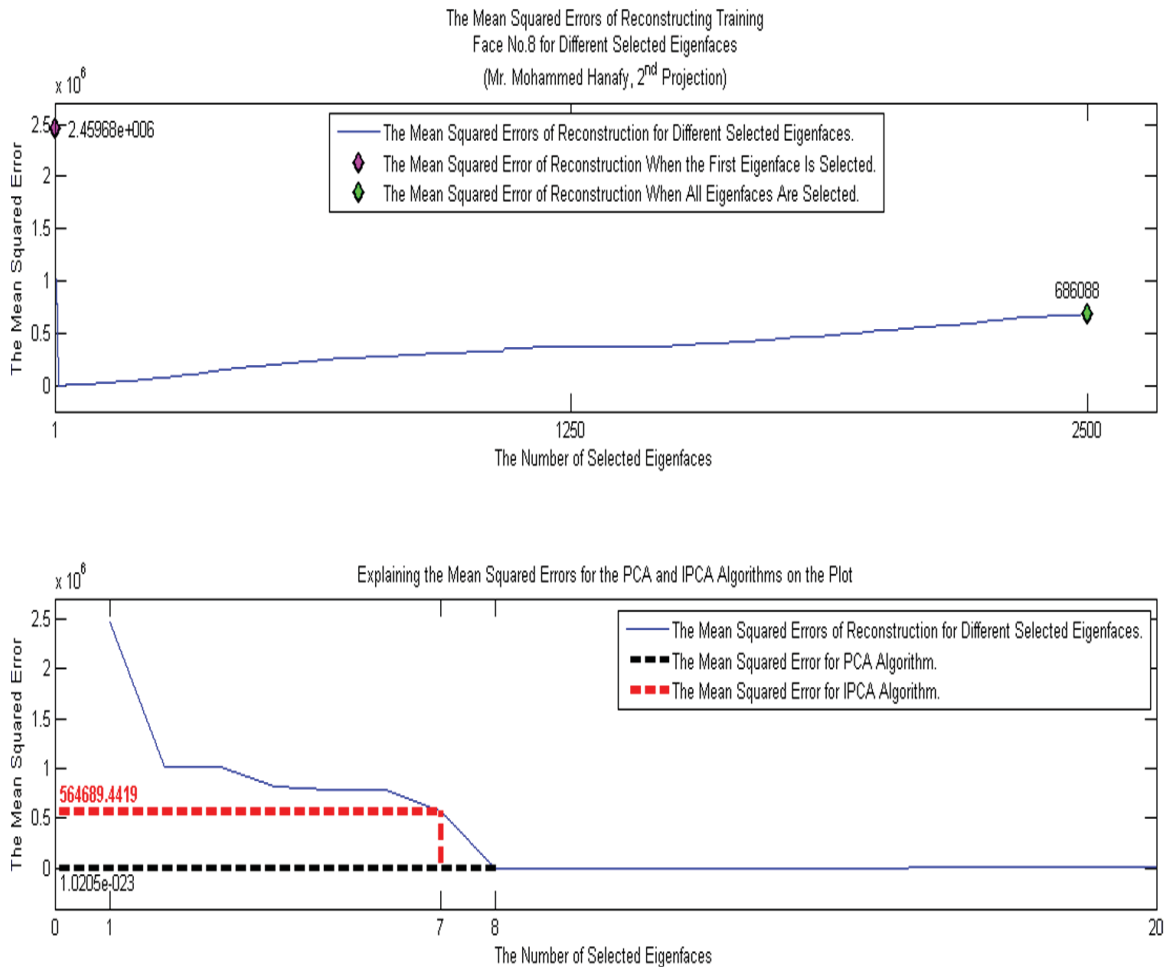 The Mean Squared Errors of Reconstructing Training
Face No.8 for Different Selected Eigenfaces
(Mr. Mohammed Hanafy, 2nd Projection)
x 10^6
2.5
2
1.5
1
0.5
0
The Mean Squared Error
2.45968e+006
The Mean Squared Errors of Reconstruction for Different Selected Eigenfaces.
The Mean Squared Error of Reconstruction When the First Eigenface Is Selected.
The Mean Squared Error of Reconstruction When All Eigenfaces Are Selected.
686088
1 1250 2500
The Number of Selected Eigenfaces
Explaining the Mean Squared Errors for the PCA and IPCA Algorithms on the Plot
x 10^6
2.5
2
1.5
1
0.5
0
The Mean Squared Error
The Mean Squared Errors of Reconstruction for Different Selected Eigenfaces.
The Mean Squared Error for PCA Algorithm.
The Mean Squared Error for IPCA Algorithm.
564689.4419
1.0205e-023
0 1 7 8 20
The Number of Selected Eigenfaces